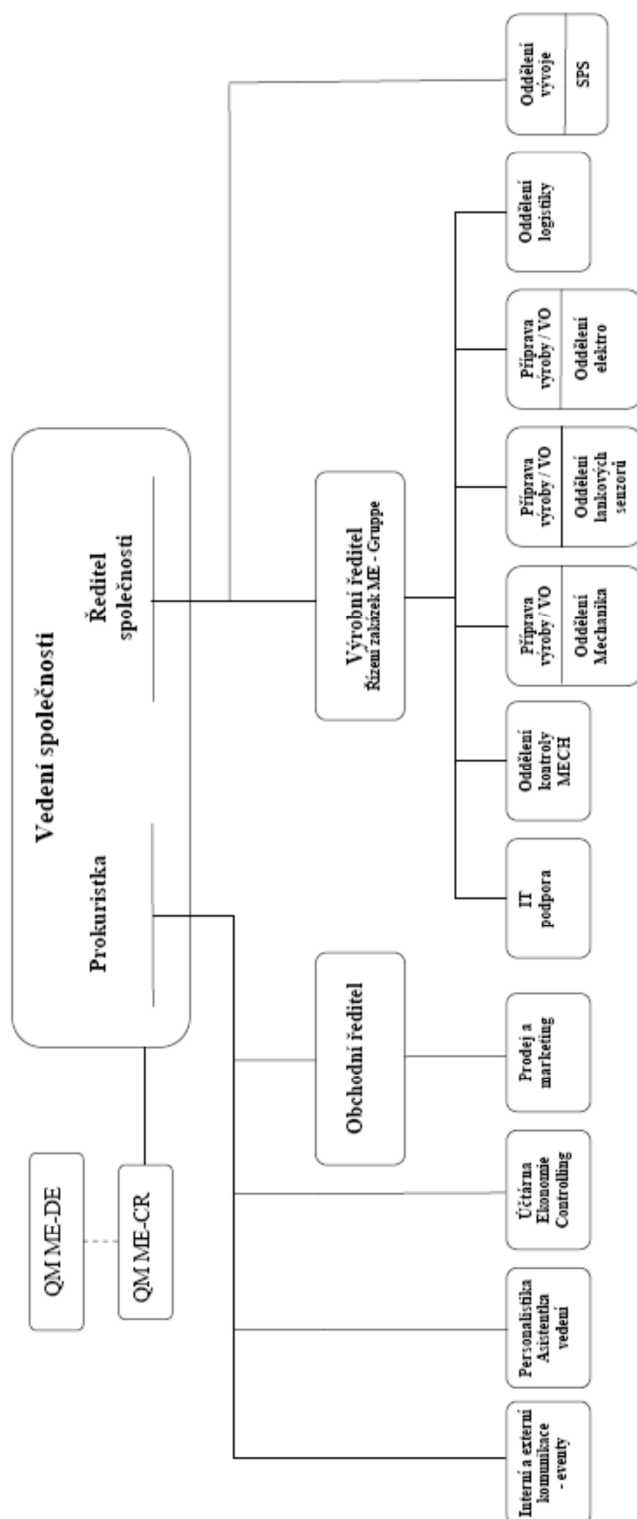 QM ME-DE
QM ME-CR
Vedení společnosti
Prokuristka
Ředitel
společnosti
Obchodní ředitel
Výrobní ředitel
Řízení zakázek ME - Gruppe
Interní a externí
komunikace
- eventy
Personalistika
Asistentka
vedení
Účtárna
Ekonomie
Controlling
Prodej a
marketing
IT
podpora
Oddělení
kontroly
MECH
Příprava
výroby / VO
Oddělení
Mechanika
Příprava
výroby / VO
Oddělení
lankových
senzorů
Příprava
výroby / VO
Oddělení
elektro
Oddělení
logistiky
Oddělení
vývoje
SPS